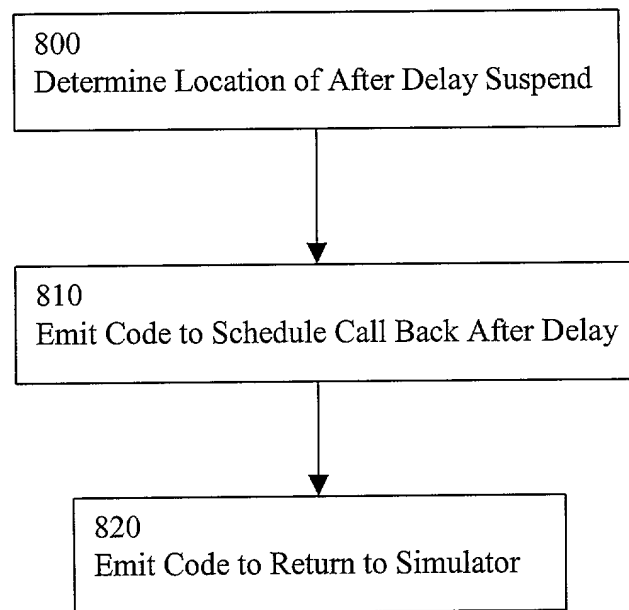 800
Determine Location of After Delay Suspend
810
Emit Code to Schedule Call Back After Delay
820
Emit Code to Return to Simulator